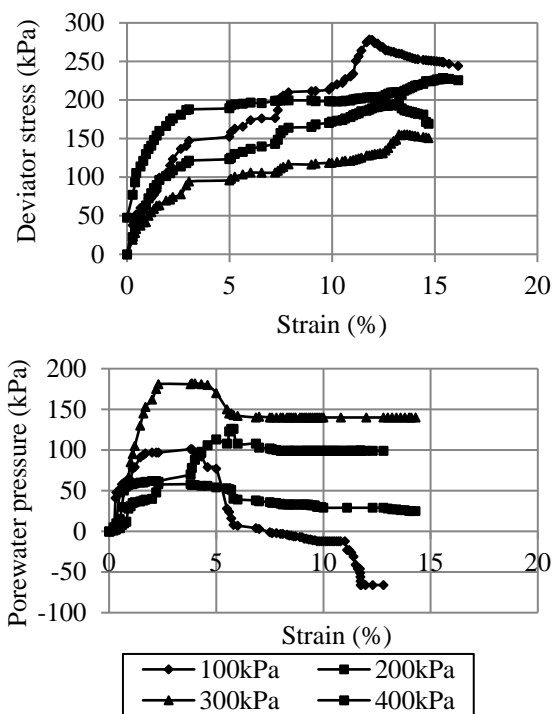 Deviator stress (kPa)
300
250
200
150
100
50
0
0 5 10 15 20
Strain (%)
Porewater pressure (kPa)
200
150
100
50
0
-50
-100
0 5 10 15 20
Strain (%)
100kPa 200kPa
300kPa 400kPa